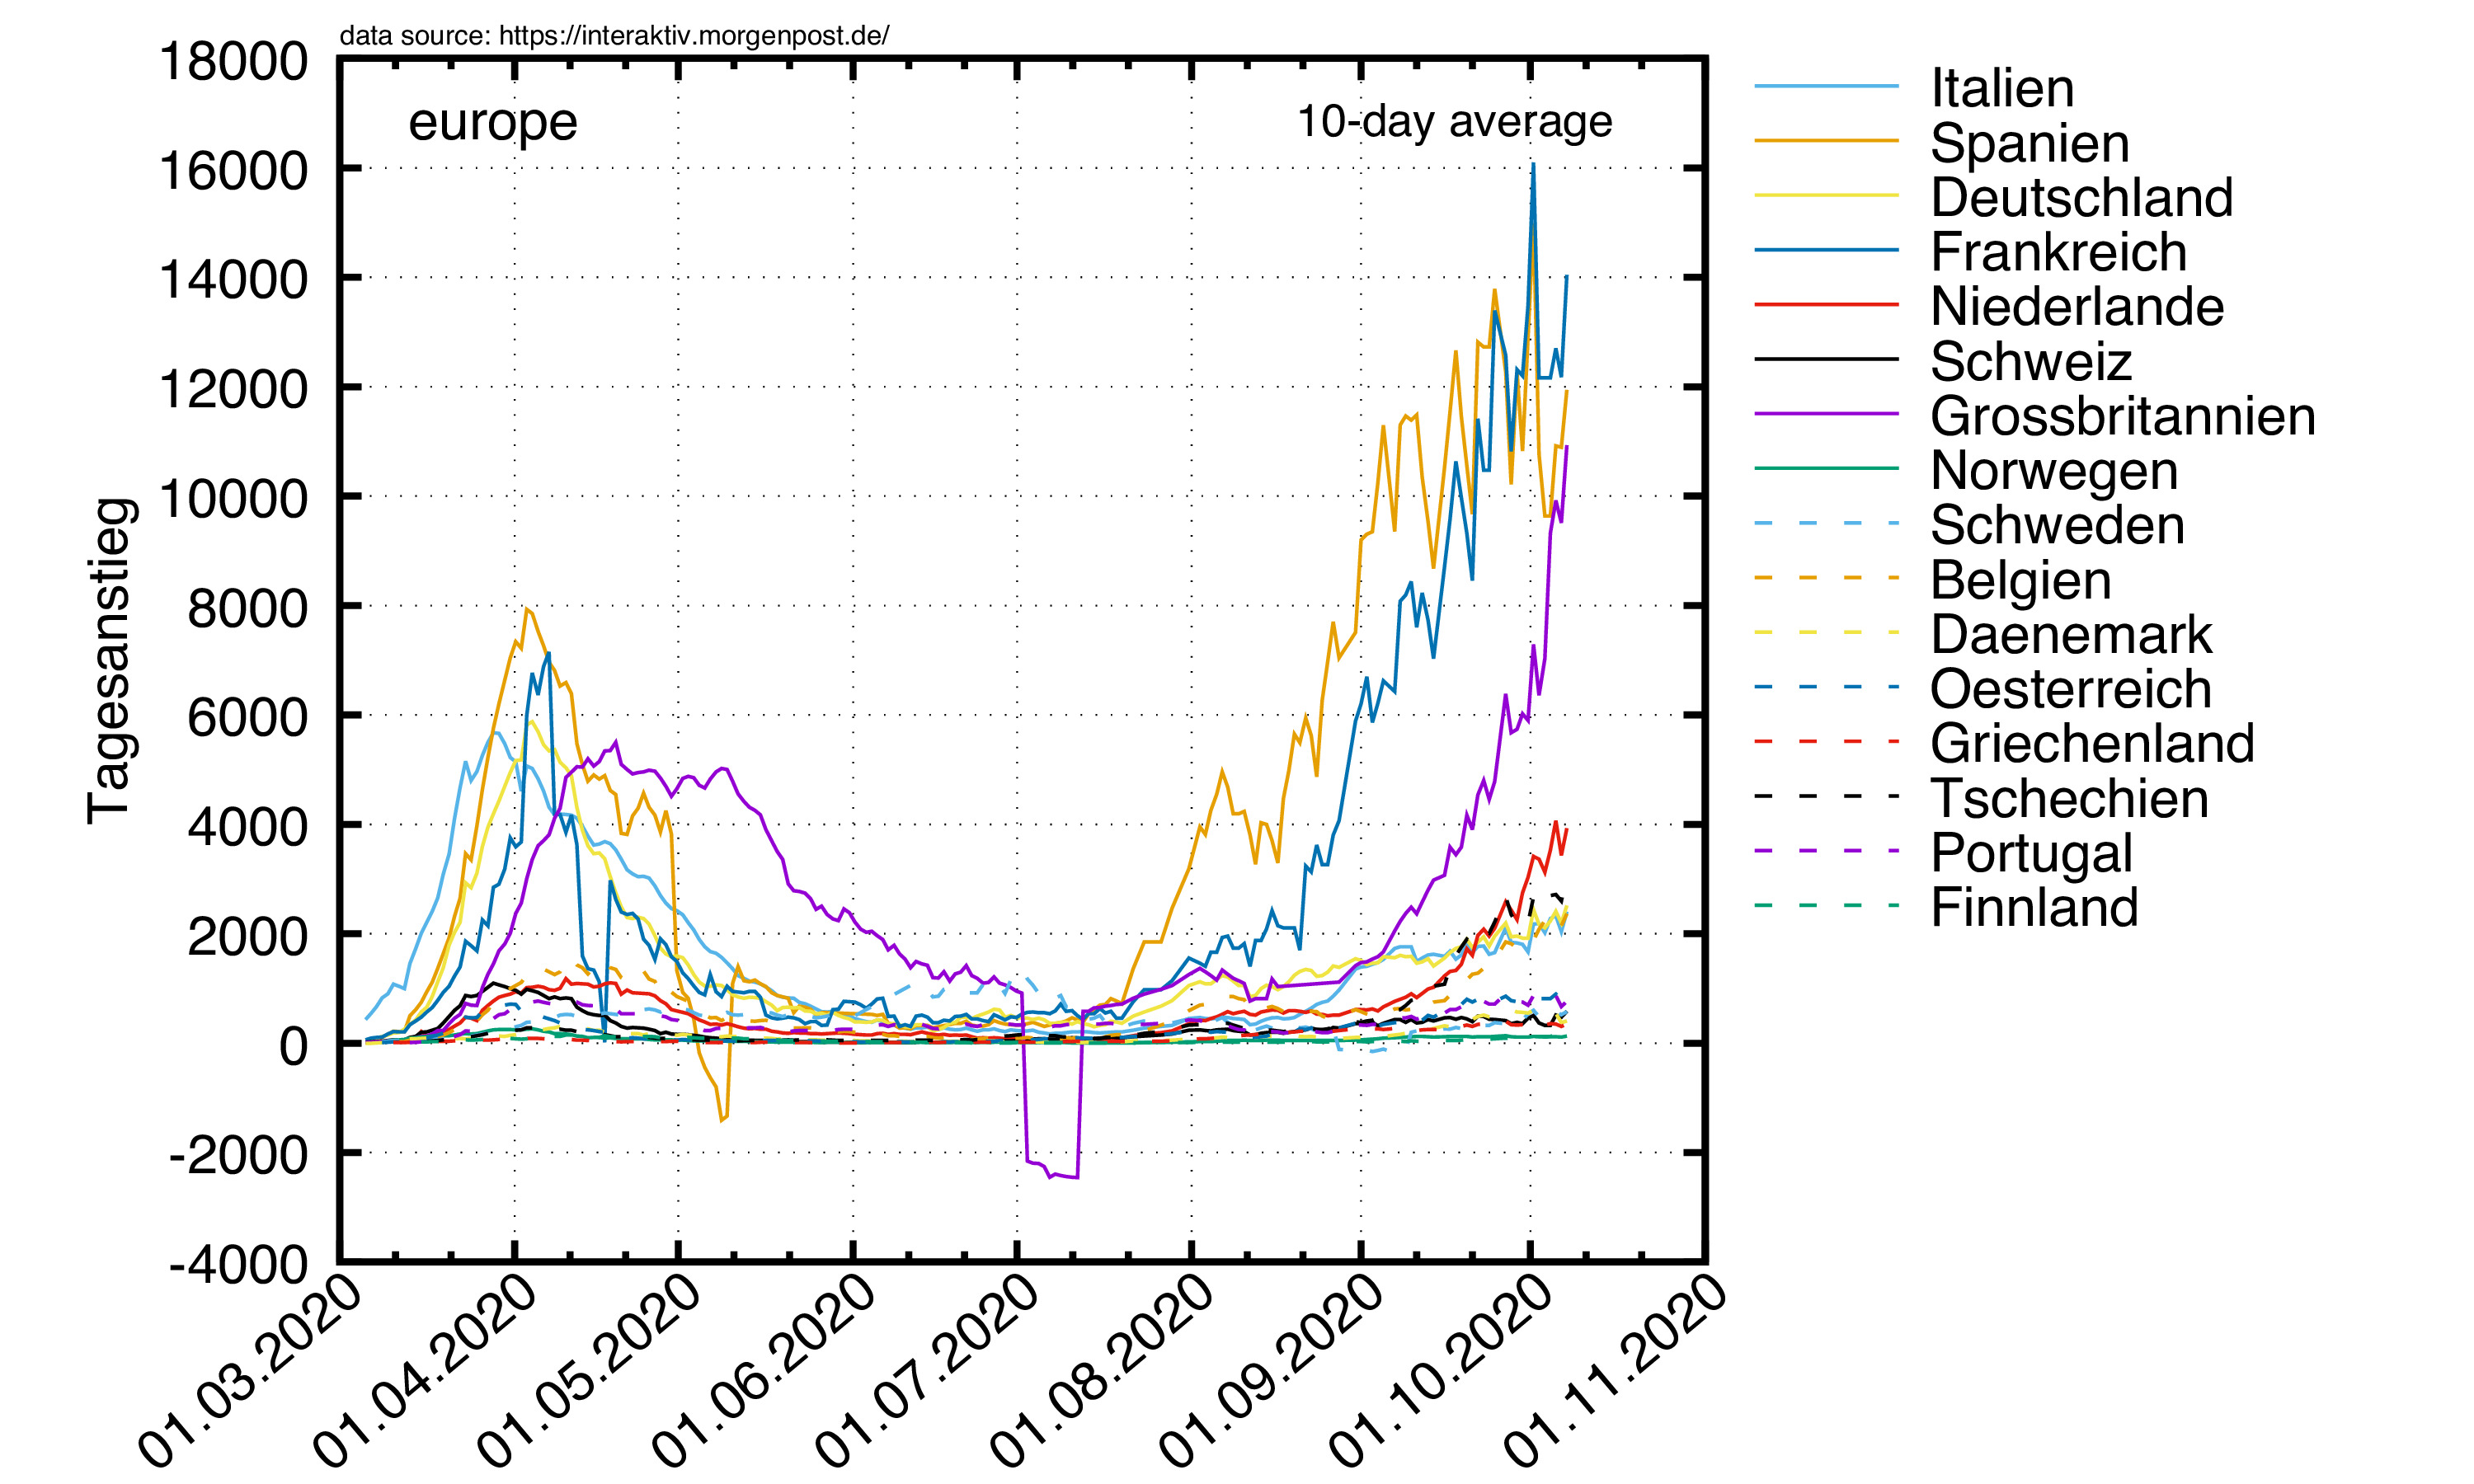 data source: https://interaktiv.morgenpost.de/
europe
10-day average
Tagesanstieg
18000
16000
14000
12000
10000
8000
6000
4000
2000
0
-2000
-4000
01.03.2020
01.04.2020
01.05.2020
01.06.2020
01.07.2020
01.08.2020
01.09.2020
01.10.2020
01.11.2020
Italien
Spanien
Deutschland
Frankreich
Niederlande
Schweiz
Grossbritannien
Norwegen
Schweden
Belgien
Daenemark
Oesterreich
Griechenland
Tschechien
Portugal
Finnland